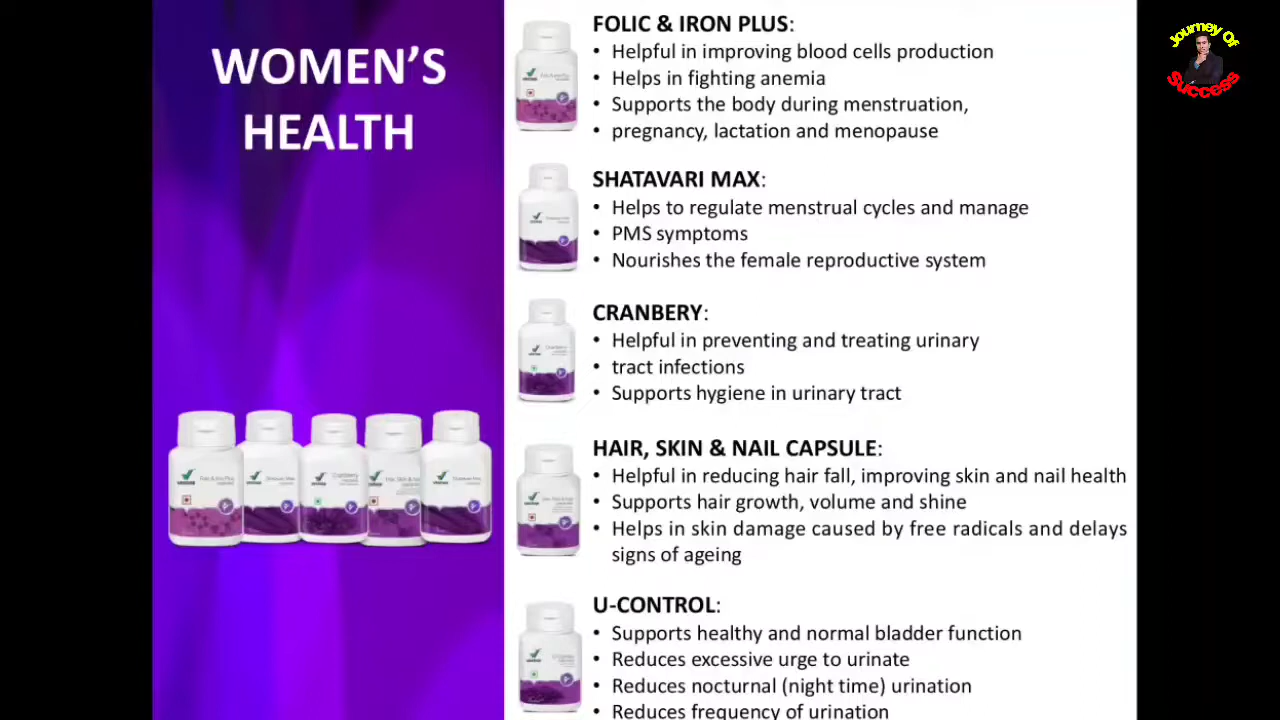 WOMEN'S
HEALTH
FOLIC & IRON PLUS:
• Helpful in improving blood cells production
• Helps in fighting anemia
• Supports the body during menstruation,
• pregnancy, lactation and menopause
SHATAVARI MAX:
• Helps to regulate menstrual cycles and manage
• PMS symptoms
• Nourishes the female reproductive system
CRANBERY:
• Helpful in preventing and treating urinary
• tract infections
• Supports hygiene in urinary tract
HAIR, SKIN & NAIL CAPSULE:
• Helpful in reducing hair fall, improving skin and nail health
• Supports hair growth, volume and shine
• Helps in skin damage caused by free radicals and delays
signs of ageing
U-CONTROL:
• Supports healthy and normal bladder function
• Reduces excessive urge to urinate
• Reduces nocturnal (night time) urination
• Reduces frequency of urination
Journey Of
Success